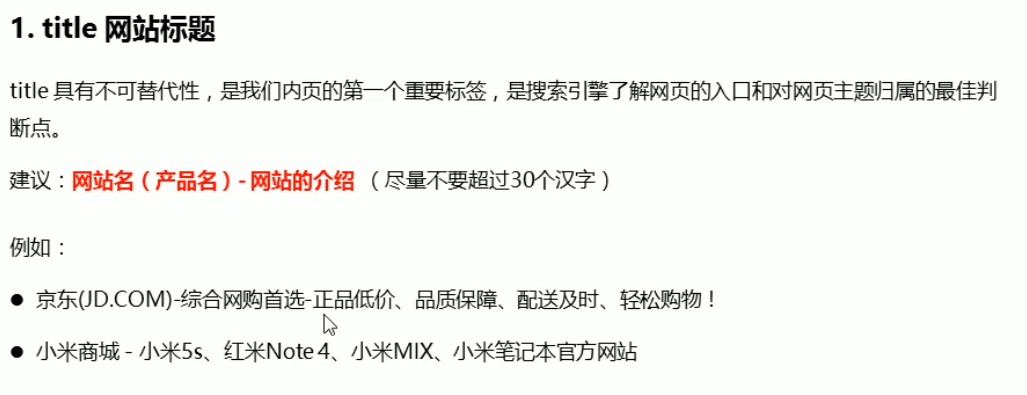 1. title 网站标题
title 具有不可替代性，是我们内页的第一个重要标签，是搜索引擎了解网页的入口和对网页主题归属的最佳判
断点。
建议：网站名（产品名）- 网站的介绍 （尽量不要超过30个汉字）
例如：
● 京东(JD.COM)-综合网购首选-正品低价、品质保障、配送及时、轻松购物！
● 小米商城 - 小米5s、红米Note 4、小米MIX、小米笔记本官方网站